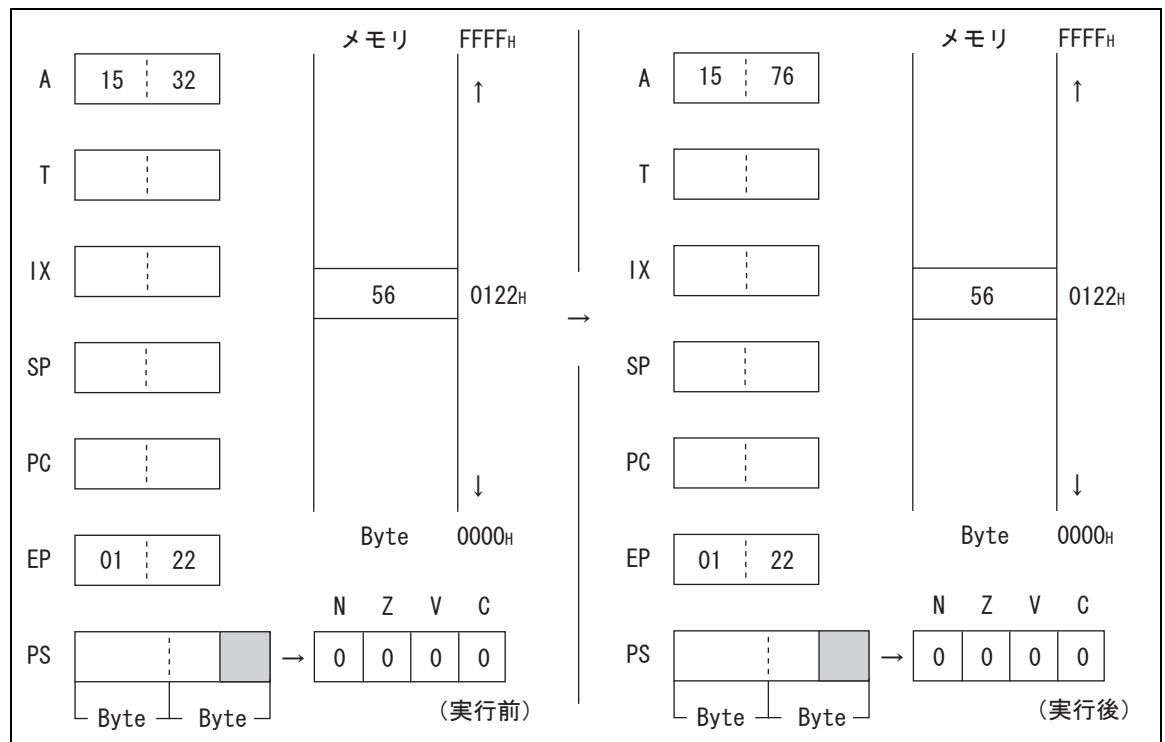 メモリ FFFFH
A 15 32
↑
T
IX
56 0122H
SP
PC
↓
Byte 0000H
EP 01 22
N Z V C
PS → 0 0 0 0
Byte Byte (実行前)
→
メモリ FFFFH
A 15 76
↑
T
IX
56 0122H
SP
PC
↓
Byte 0000H
EP 01 22
N Z V C
PS → 0 0 0 0
Byte Byte (実行後)